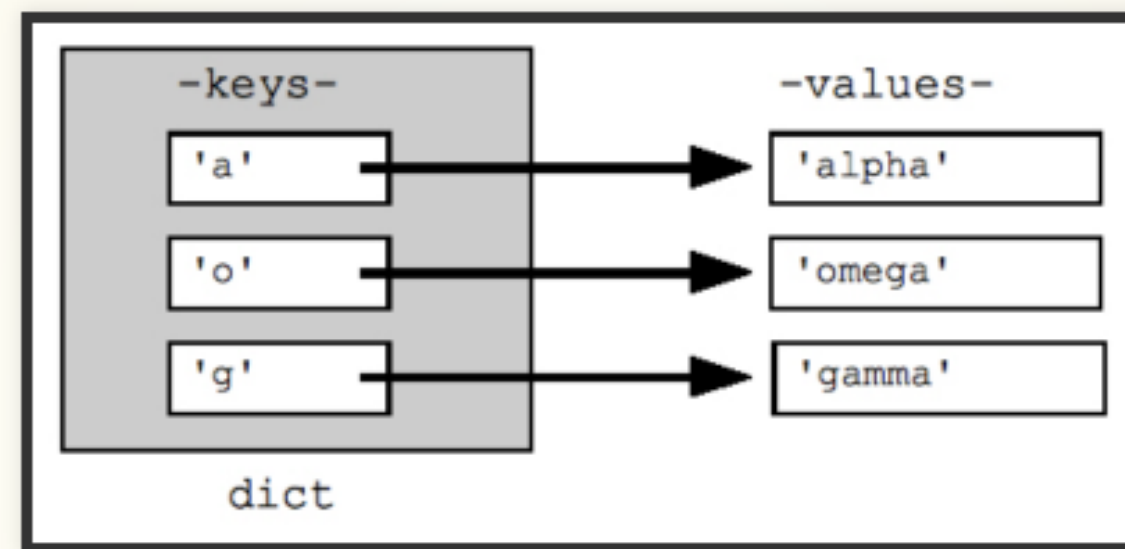 -keys- -values-
'a' 'alpha'
'o' 'omega'
'g' 'gamma'
dict